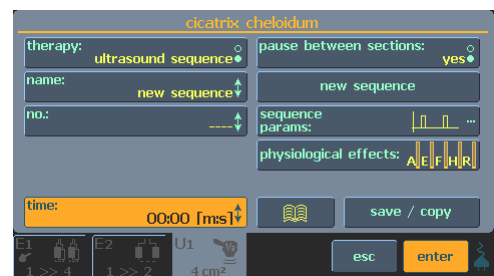 cicatrix cheloidum
therapy:
ultrasound sequence
pause between sections:
yes
name:
new sequence
new sequence
no.:
----
sequence
params:
...
physiological effects:
A E F H R
time:
00:00 [m:s]
save / copy
E1
1 >> 4
E2
1 >> 2
U1
4 cm²
esc
enter